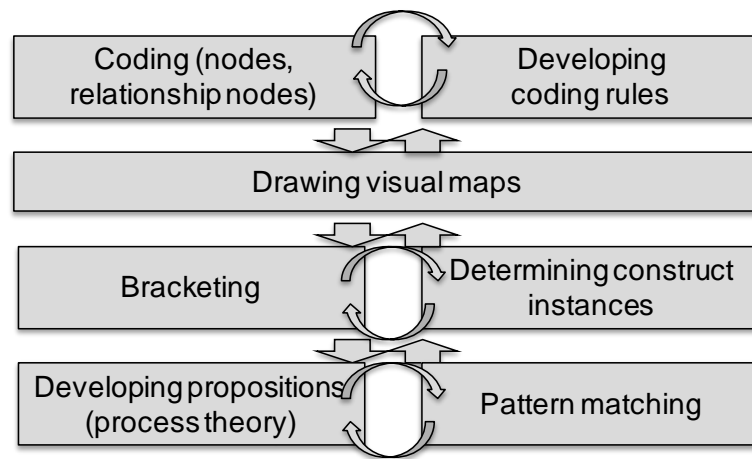 Coding (nodes,
relationship nodes)
Developing
coding rules
Drawing visual maps
Bracketing
Determining construct
instances
Developing propositions
(process theory)
Pattern matching